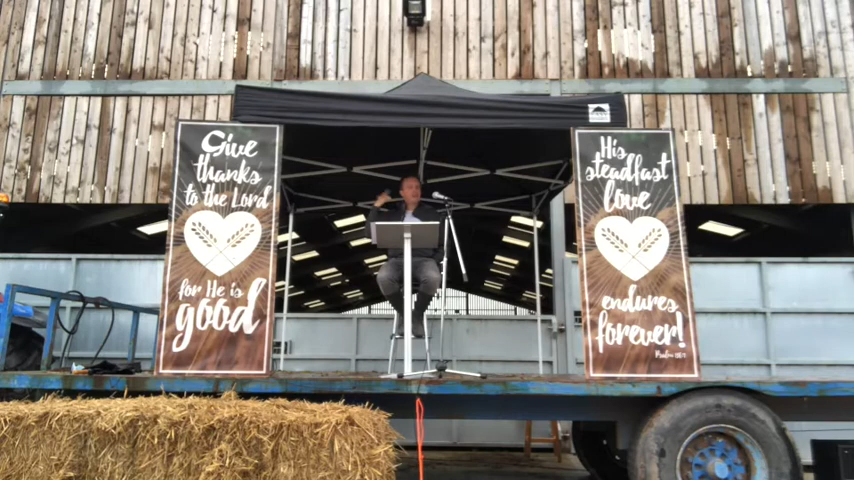 Give
thanks
to the Lord
for He is
good
His
steadfast
love
endures
forever!